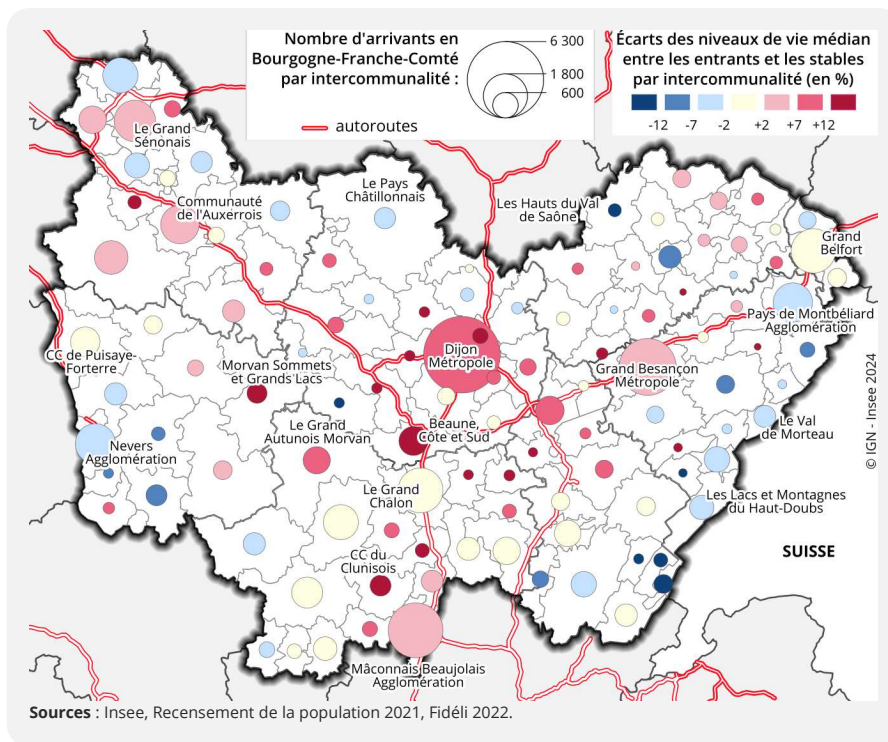 Nombre d'arrivants en
Bourgogne-Franche-Comté
par intercommunalité :
6 300
1 800
600
autoroutes
Écarts des niveaux de vie médian
entre les entrants et les stables
par intercommunalité (en %)
-12 -7 -2 +2 +7 +12
Le Grand
Sénonais
Communauté
de l'Auxerrois
Le Pays
Châtillonnais
Les Hauts du Val
de Saône
Grand
Belfort
Pays de Montbéliard
Agglomération
CC de Puisaye-
Forterre
Morvan Sommets
et Grands Lacs
Dijon
Métropole
Grand Besançon
Métropole
Nevers
Agglomération
Le Grand
Autunois Morvan
Beaune,
Côte et Sud
Le Val
de Morteau
Le Grand
Chalon
Les Lacs et Montagnes
du Haut-Doubs
CC du
Clunisois
SUISSE
Mâconnais Beaujolais
Agglomération
© IGN - Insee 2024
Sources : Insee, Recensement de la population 2021, Fidéli 2022.